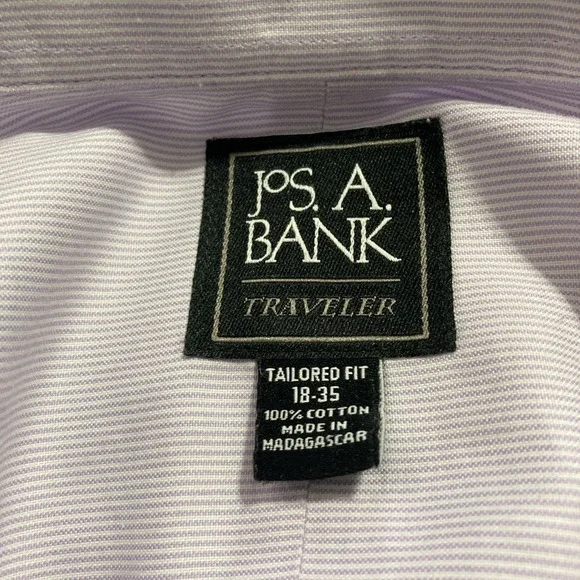 JOS. A.
BANK
TRAVELER
TAILORED FIT
18-35
100% COTTON
MADE IN
MADAGASCAR